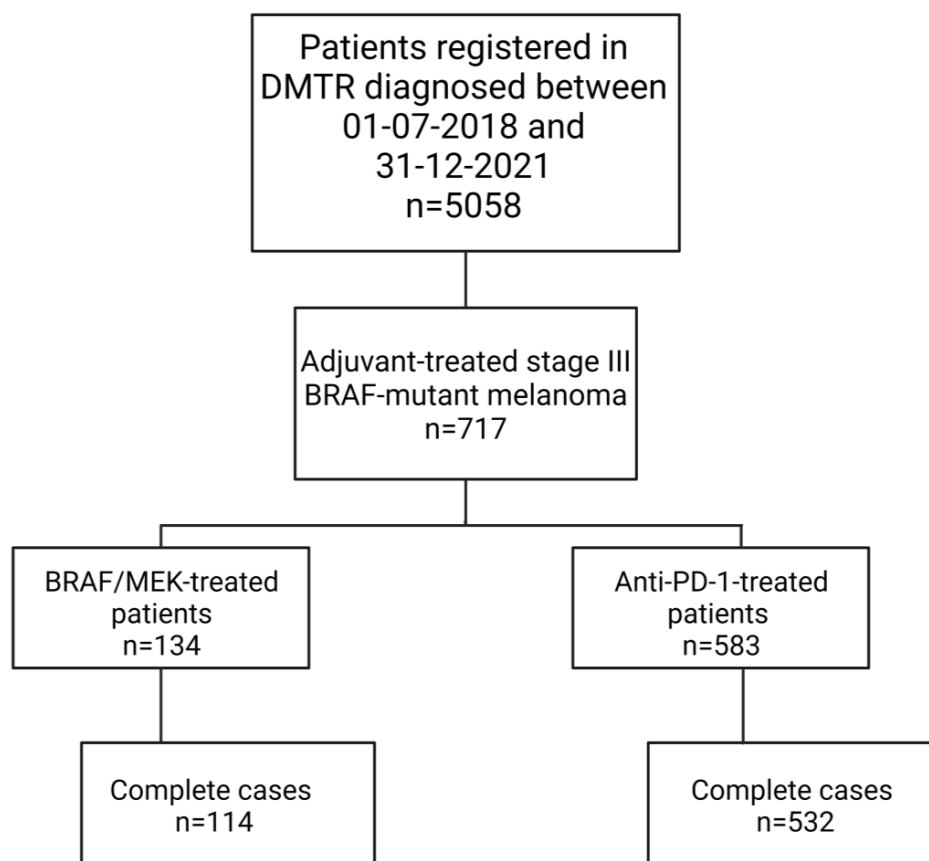 Patients registered in
DMTR diagnosed between
01-07-2018 and
31-12-2021
n=5058
Adjuvant-treated stage III
BRAF-mutant melanoma
n=717
BRAF/MEK-treated
patients
n=134
Anti-PD-1-treated
patients
n=583
Complete cases
n=114
Complete cases
n=532